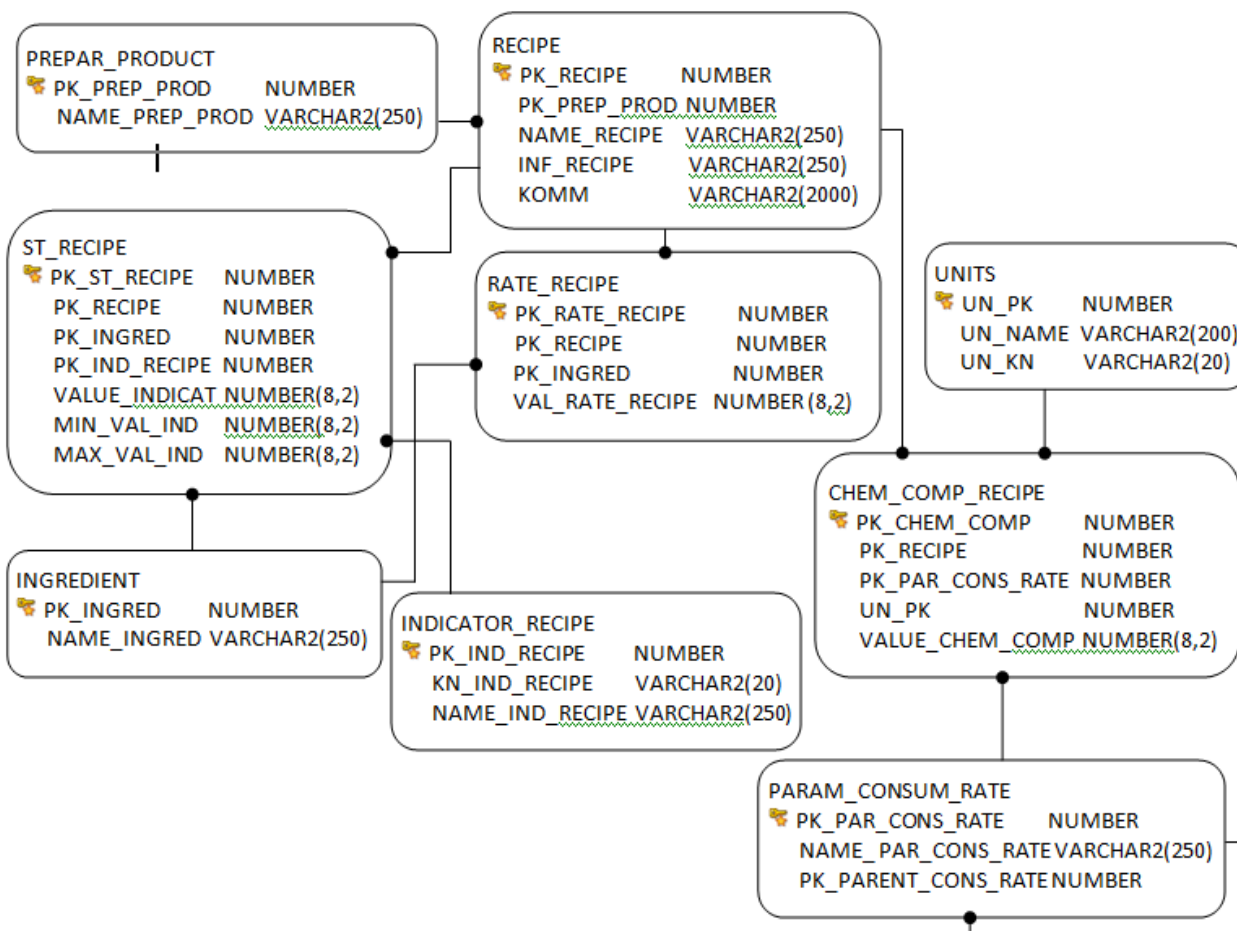 PREPAR_PRODUCT
PK_PREP_PROD NUMBER
NAME_PREP_PROD VARCHAR2(250)
RECIPE
PK_RECIPE NUMBER
PK_PREP_PROD NUMBER
NAME_RECIPE VARCHAR2(250)
INF_RECIPE VARCHAR2(250)
KOMM VARCHAR2(2000)
ST_RECIPE
PK_ST_RECIPE NUMBER
PK_RECIPE NUMBER
PK_INGRED NUMBER
PK_IND_RECIPE NUMBER
VALUE_INDICAT NUMBER(8,2)
MIN_VAL_IND NUMBER(8,2)
MAX_VAL_IND NUMBER(8,2)
RATE_RECIPE
PK_RATE_RECIPE NUMBER
PK_RECIPE NUMBER
PK_INGRED NUMBER
VAL_RATE_RECIPE NUMBER(8,2)
UNITS
UN_PK NUMBER
UN_NAME VARCHAR2(200)
UN_KN VARCHAR2(20)
CHEM_COMP_RECIPE
PK_CHEM_COMP NUMBER
PK_RECIPE NUMBER
PK_PAR_CONS_RATE NUMBER
UN_PK NUMBER
VALUE_CHEM_COMP NUMBER(8,2)
INGREDIENT
PK_INGRED NUMBER
NAME_INGRED VARCHAR2(250)
INDICATOR_RECIPE
PK_IND_RECIPE NUMBER
KN_IND_RECIPE VARCHAR2(20)
NAME_IND_RECIPE VARCHAR2(250)
PARAM_CONSUM_RATE
PK_PAR_CONS_RATE NUMBER
NAME_PAR_CONS_RATE VARCHAR2(250)
PK_PARENT_CONS_RATE NUMBER